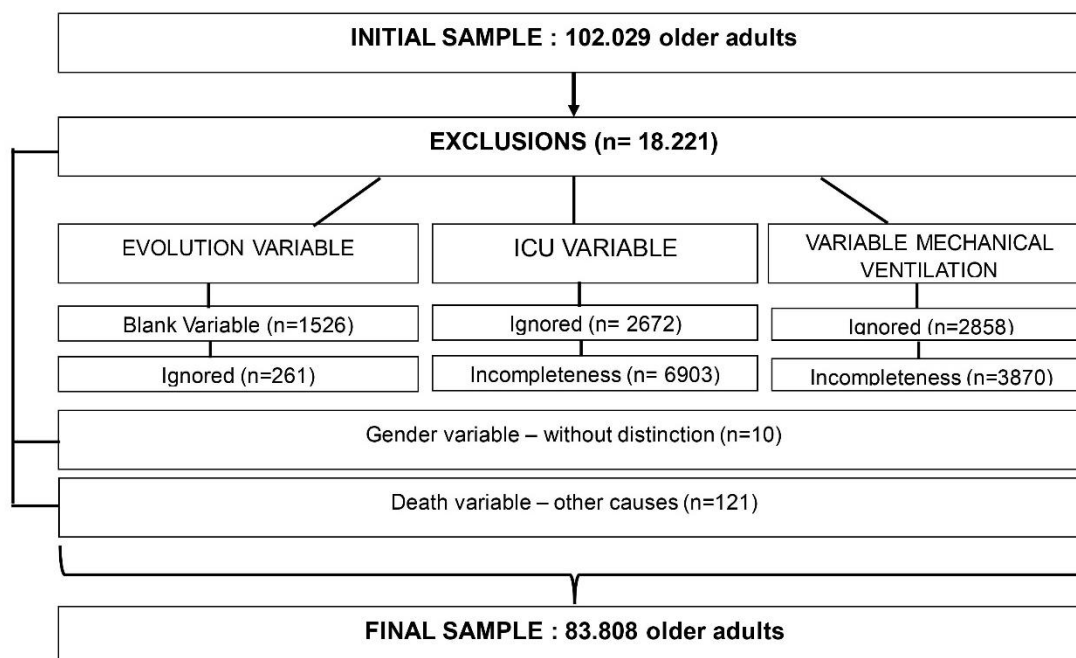 INITIAL SAMPLE : 102.029 older adults
EXCLUSIONS (n= 18.221)
EVOLUTION VARIABLE
Blank Variable (n=1526)
Ignored (n=261)
ICU VARIABLE
Ignored (n= 2672)
Incompleteness (n= 6903)
VARIABLE MECHANICAL
VENTILATION
Ignored (n=2858)
Incompleteness (n=3870)
Gender variable – without distinction (n=10)
Death variable – other causes (n=121)
FINAL SAMPLE : 83.808 older adults